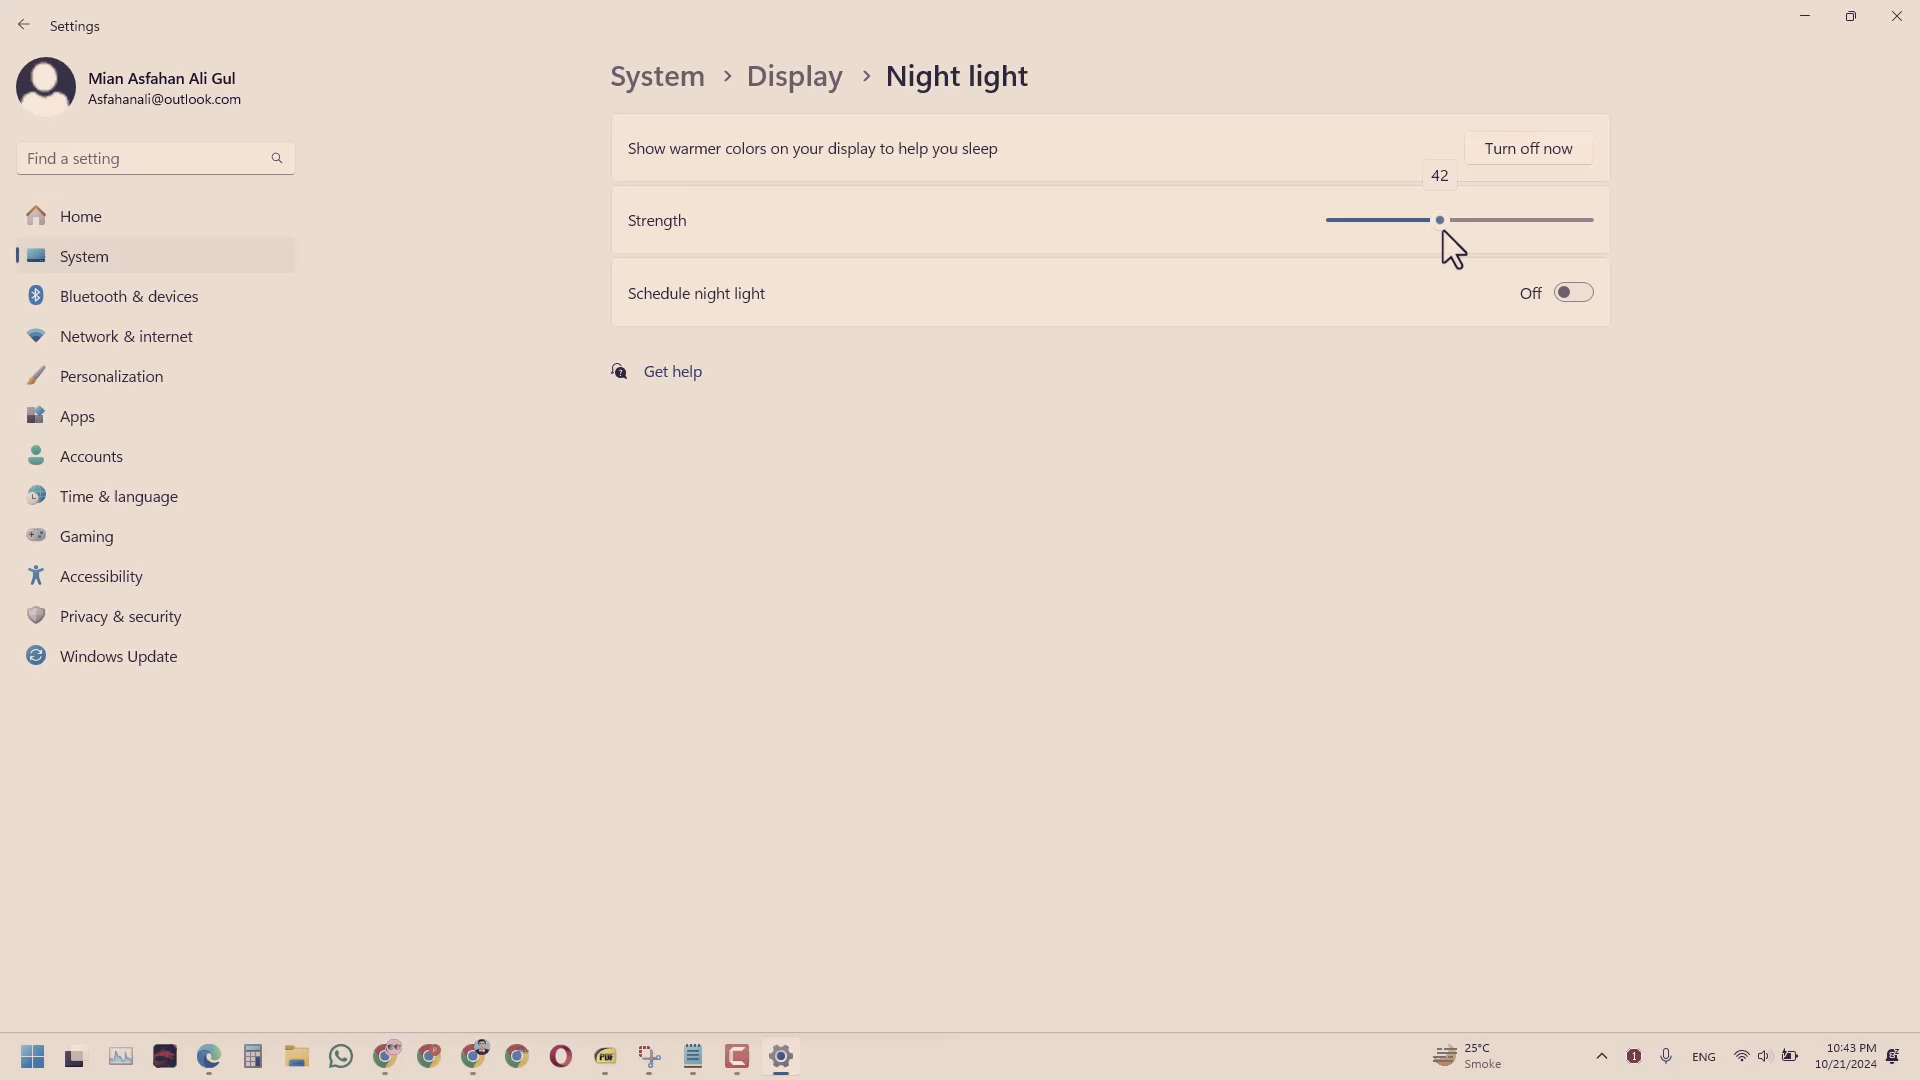 Settings
Mian Asfahan Ali Gul
Asfahanali@outlook.com
Find a setting
Home
System
Bluetooth & devices
Network & internet
Personalization
Apps
Accounts
Time & language
Gaming
Accessibility
Privacy & security
Windows Update
System > Display > Night light
Show warmer colors on your display to help you sleep
Turn off now
42
Strength
Schedule night light
Off
Get help
PDF
25°C
Smoke
1
ENG
10:43 PM
10/21/2024